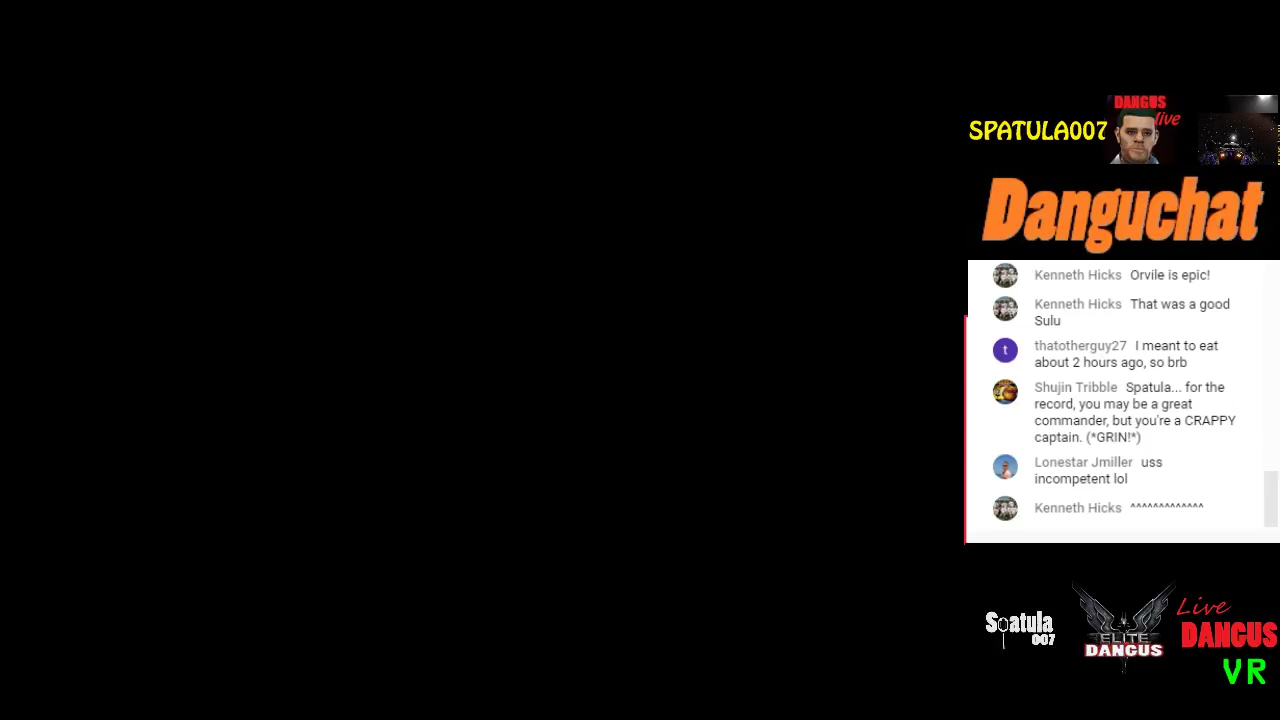 DANGUS
live
SPATULA007
Danguchat
Kenneth Hicks Orvile is epic!
Kenneth Hicks That was a good
Sulu
t
thatotherguy27 I meant to eat
about 2 hours ago, so brb
Shujin Tribble Spatula... for the
record, you may be a great
commander, but you're a CRAPPY
captain. (*GRIN!*)
Lonestar Jmiller uss
incompetent lol
Kenneth Hicks ^^^^^^^^^^^^^
Spatula
007
ELITE
DANGUS
Live
DANGUS
VR